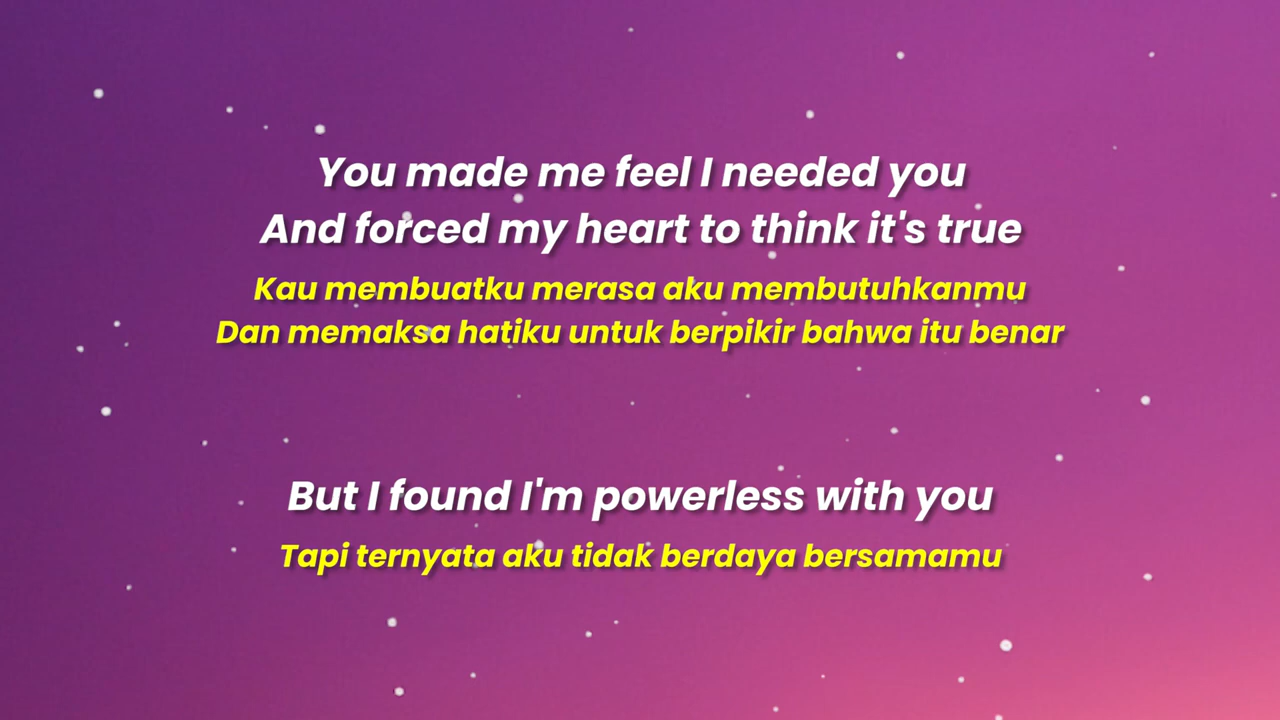 You made me feel I needed you
And forced my heart to think it's true
Kau membuatku merasa aku membutuhkanmu
Dan memaksa hatiku untuk berpikir bahwa itu benar
But I found I'm powerless with you
Tapi ternyata aku tidak berdaya bersamamu